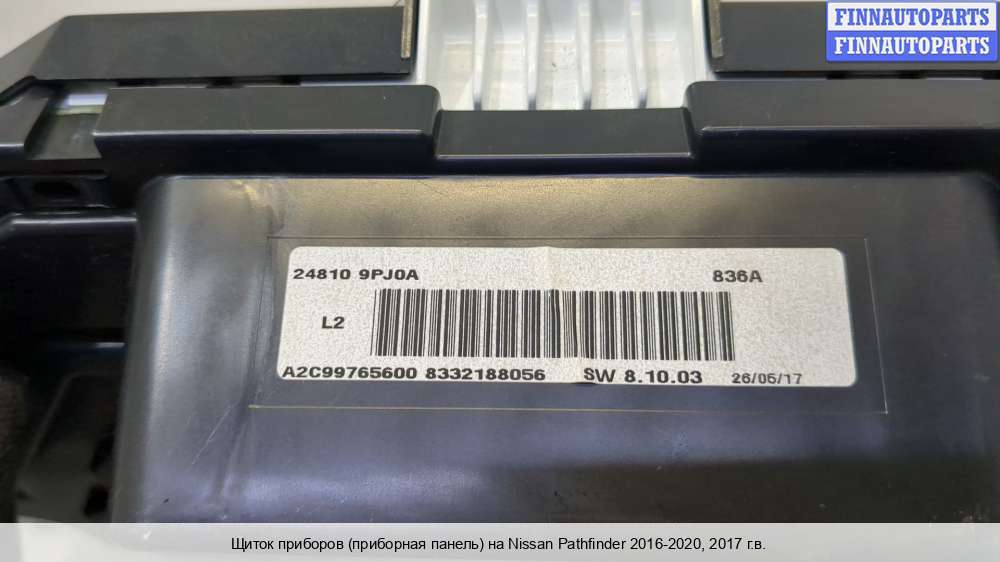 FINNAUTOPARTS
FINNAUTOPARTS
24810 9PJ0A 836A
L2
A2C99765600 8332188056 SW 8.10.03 26/05/17
Щиток приборов (приборная панель) на Nissan Pathfinder 2016-2020, 2017 г.в.